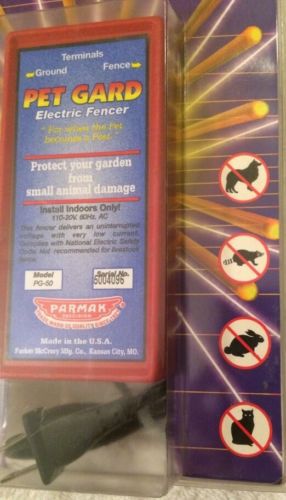 Terminals
Ground Fence
PET GARD
Electric Fencer
"For when the Pet
becomes a Pest"
Protect your garden
from
small animal damage
Install Indoors Only!
110-20V, 60Hz. AC
This fencer delivers an uninterrupted
voltage with very low current.
Complies with National Electric Safety
Code. Not recommended for livestock
fence.
Model Serial No.
PG-50 6004096
PARMAK
PRECISION
Made in the U.S.A.
Parker McCrory Mfg. Co., Kansas City, MO.